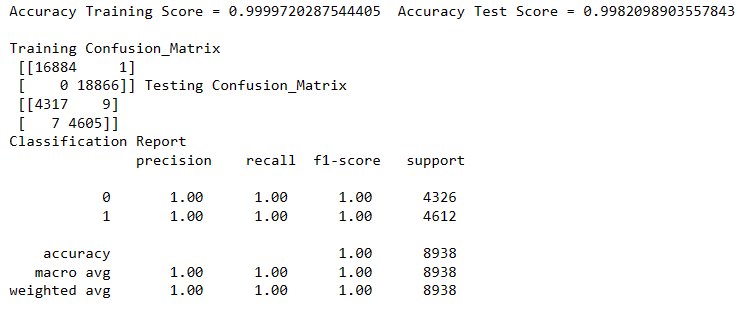 Accuracy Training Score = 0.9999720287544405  Accuracy Test Score = 0.9982098903557843
Training Confusion_Matrix
 [[16884     1]
 [    0 18866]] Testing Confusion_Matrix
 [[4317    9]
 [   7 4605]]
Classification Report
               precision    recall  f1-score   support
           0       1.00      1.00      1.00      4326
           1       1.00      1.00      1.00      4612
    accuracy                           1.00      8938
   macro avg       1.00      1.00      1.00      8938
weighted avg       1.00      1.00      1.00      8938